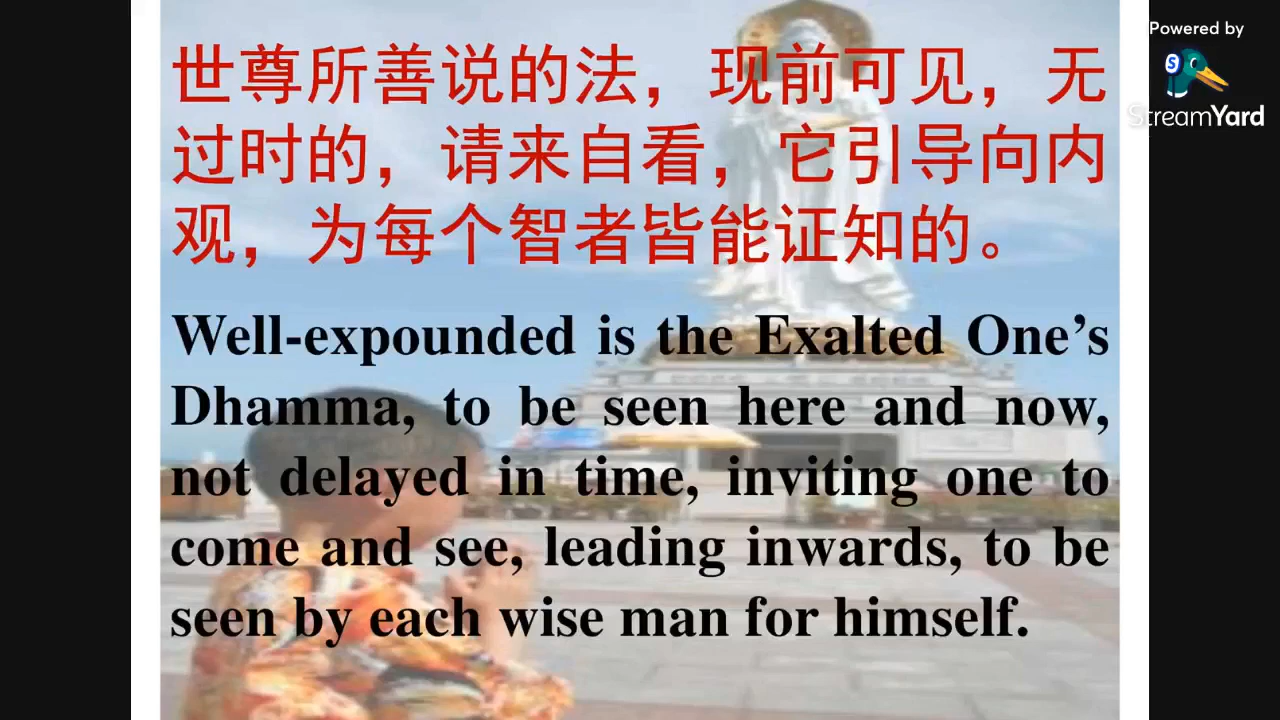 世尊所善说的法，现前可见，无
过时的，请来自看，它引导向内
观，为每个智者皆能证知的。
Well-expounded is the Exalted One’s
Dhamma, to be seen here and now,
not delayed in time, inviting one to
come and see, leading inwards, to be
seen by each wise man for himself.
Powered by
S
StreamYard